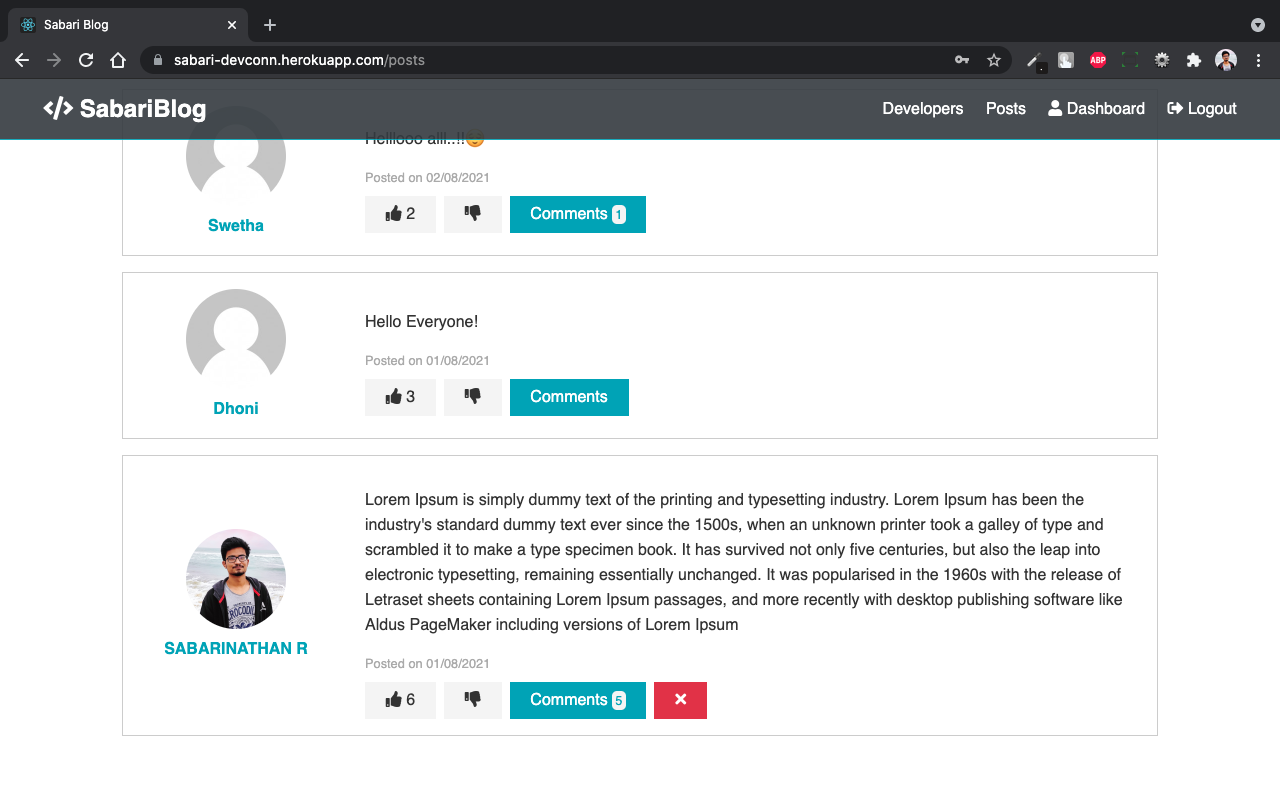 Sabari Blog
sabari-devconn.herokuapp.com/posts
ABP
SabariBlog
Developers
Posts
Dashboard
Logout
Helllooo alll..!!😊
Swetha
Posted on 02/08/2021
2
Comments 1
Hello Everyone!
Dhoni
Posted on 01/08/2021
3
Comments
Lorem Ipsum is simply dummy text of the printing and typesetting industry. Lorem Ipsum has been the
industry's standard dummy text ever since the 1500s, when an unknown printer took a galley of type and
scrambled it to make a type specimen book. It has survived not only five centuries, but also the leap into
electronic typesetting, remaining essentially unchanged. It was popularised in the 1960s with the release of
Letraset sheets containing Lorem Ipsum passages, and more recently with desktop publishing software like
Aldus PageMaker including versions of Lorem Ipsum
SABARINATHAN R
Posted on 01/08/2021
6
Comments 5